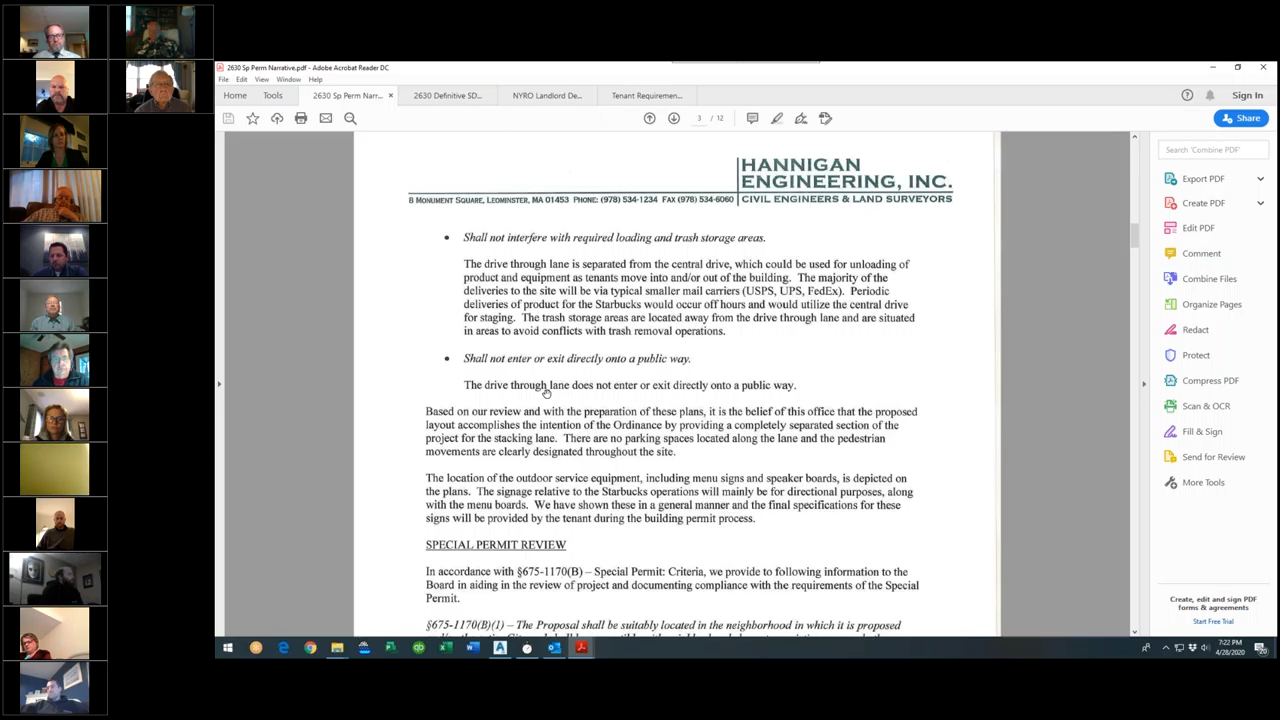 2630 Sp Perm Narrative.pdf - Adobe Acrobat Reader DC
File Edit View Window Help
Home Tools 2630 Sp Perm Narr... × 2630 Definitive SD... NYRO Landlord De... Tenant Requiremen... Sign In
3 / 12 Share
HANNIGAN
ENGINEERING, INC.
8 MONUMENT SQUARE, LEOMINSTER, MA 01453 PHONE: (978) 534-1234 FAX (978) 534-6060 CIVIL ENGINEERS & LAND SURVEYORS
• Shall not interfere with required loading and trash storage areas.
The drive through lane is separated from the central drive, which could be used for unloading of
product and equipment as tenants move into and/or out of the building. The majority of the
deliveries to the site will be via typical smaller mail carriers (USPS, UPS, FedEx). Periodic
deliveries of product for the Starbucks would occur off hours and would utilize the central drive
for staging. The trash storage areas are located away from the drive through lane and are situated
in areas to avoid conflicts with trash removal operations.
• Shall not enter or exit directly onto a public way.
The drive through lane does not enter or exit directly onto a public way.
Based on our review and with the preparation of these plans, it is the belief of this office that the proposed
layout accomplishes the intention of the Ordinance by providing a completely separated section of the
project for the stacking lane. There are no parking spaces located along the lane and the pedestrian
movements are clearly designated throughout the site.
The location of the outdoor service equipment, including menu signs and speaker boards, is depicted on
the plans. The signage relative to the Starbucks operations will mainly be for directional purposes, along
with the menu boards. We have shown these in a general manner and the final specifications for these
signs will be provided by the tenant during the building permit process.
SPECIAL PERMIT REVIEW
In accordance with §675-1170(B) – Special Permit: Criteria, we provide to following information to the
Board in aiding in the review of project and documenting compliance with the requirements of the Special
Permit.
§675-1170(B)(1) – The Proposal shall be suitably located in the neighborhood in which it is proposed
Search 'Combine PDF'
Export PDF
Create PDF
Edit PDF
Comment
Combine Files
Organize Pages
Redact
Protect
Compress PDF
Scan & OCR
Fill & Sign
Send for Review
More Tools
Create, edit and sign PDF
forms & agreements
Start Free Trial
7:22 PM
4/28/2020
20